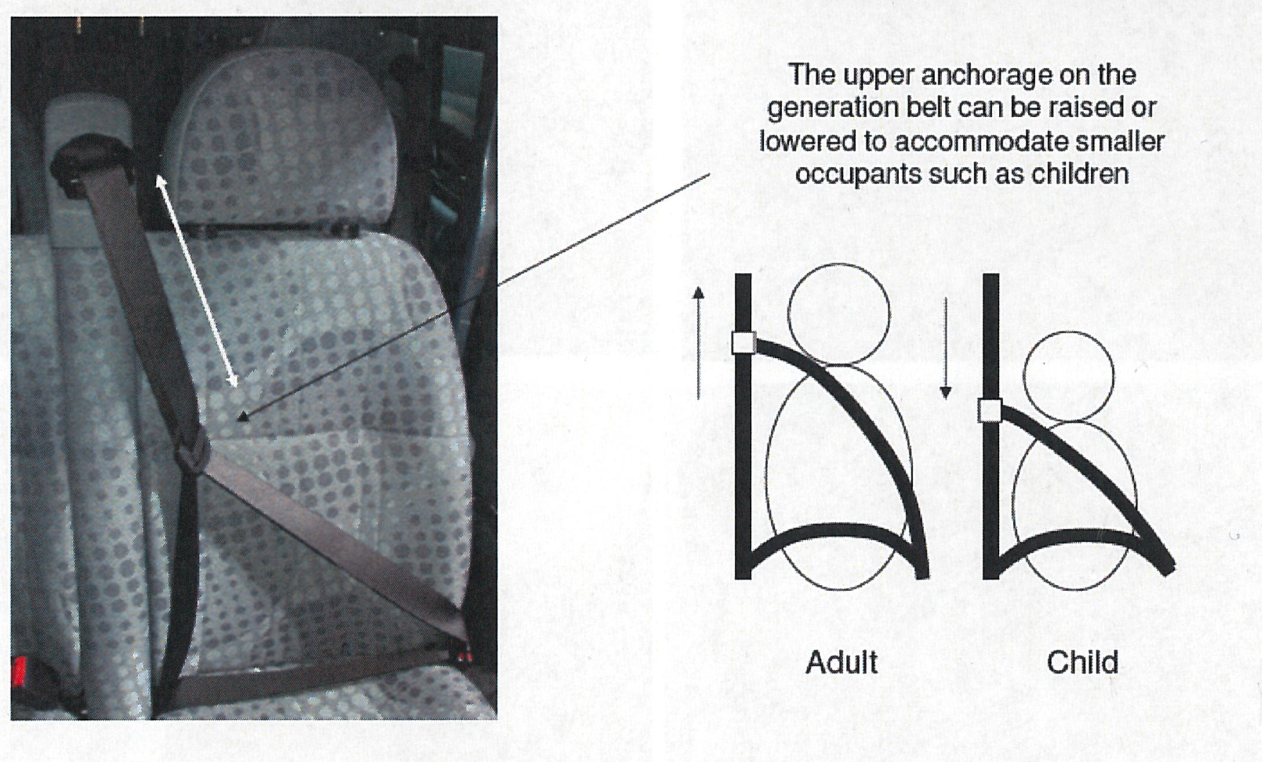 The upper anchorage on the
generation belt can be raised or
lowered to accommodate smaller
occupants such as children
Adult
Child